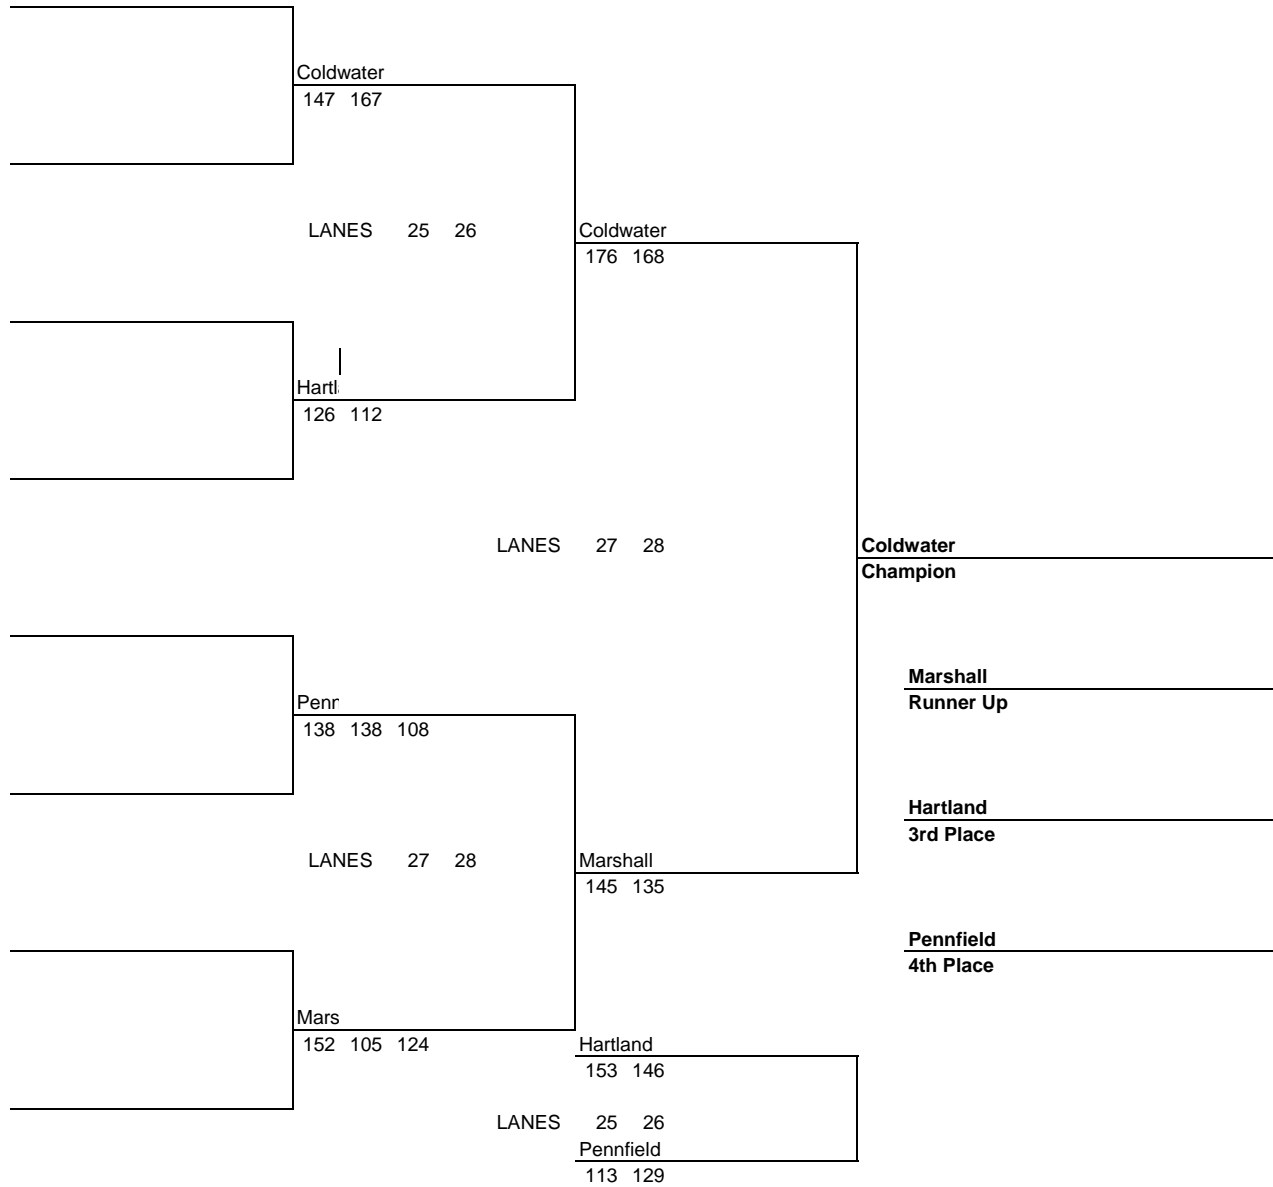 Coldwater
147 167
LANES 25 26
Coldwater
176 168
Hartl
126 112
LANES 27 28
Coldwater
Champion
Marshall
Runner Up
Penn
138 138 108
Hartland
3rd Place
LANES 27 28
Marshall
145 135
Pennfield
4th Place
Mars
152 105 124
Hartland
153 146
LANES 25 26
Pennfield
113 129